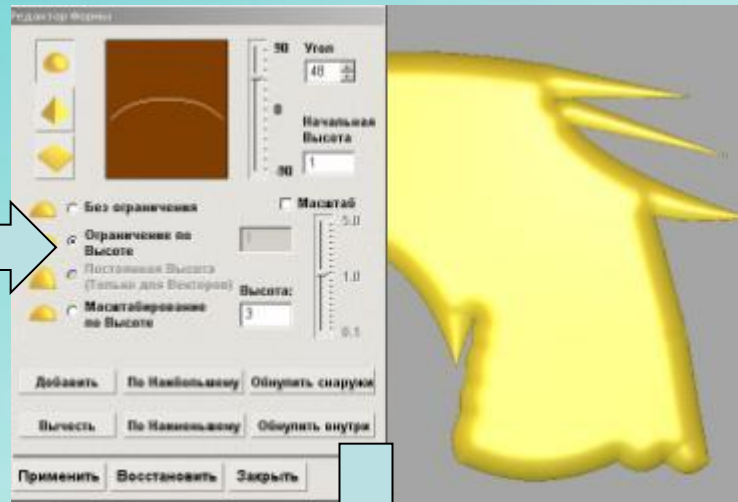 Редактор Формы
90
Угол
48
0
Начальная
Высота
-90
1
Без ограничения
Масштаб
5.0
Ограничение по
Высоте
1.0
Постоянная Высота
(Только для Векторов)
Высота:
3
Масштабирование
по Высоте
0.1
Добавить
По Наибольшему
Обнулить снаружи
Вычесть
По Наименьшему
Обнулить внутри
Применить
Восстановить
Закрыть